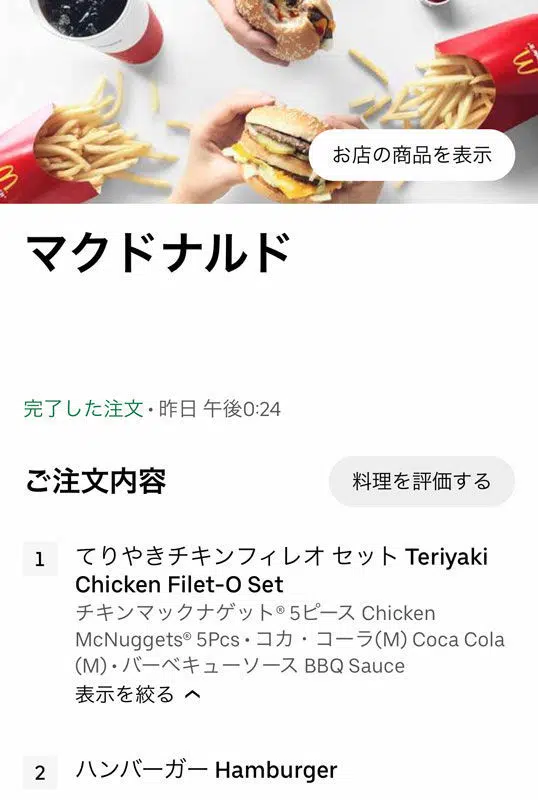 お店の商品を表示
マクドナルド
完了した注文・昨日 午後0:24
ご注文内容
料理を評価する
1
てりやきチキンフィレオ セット Teriyaki
Chicken Filet-O Set
チキンマックナゲット® 5ピース Chicken
McNuggets® 5Pcs • コカ・コーラ(M) Coca Cola
(M) • バーベキューソース BBQ Sauce
表示を絞る
2
ハンバーガー Hamburger